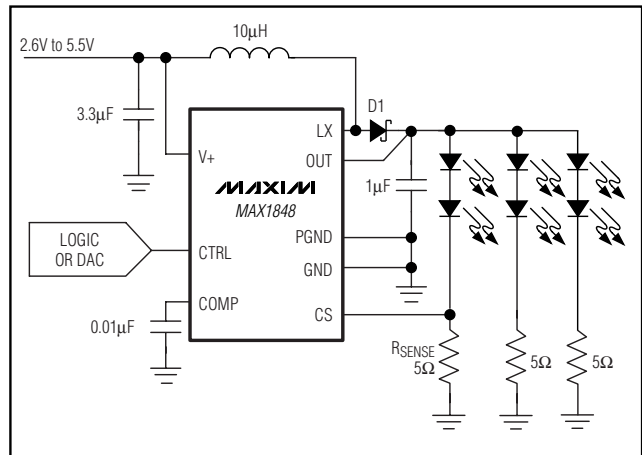 10μH
2.6V to 5.5V
D1
3.3μF
LX
V+
OUT
MAXIM
MAX1848
1μF
LOGIC
OR DAC
CTRL
PGND
GND
COMP
0.01μF
CS
RSENSE
5Ω
5Ω
5Ω